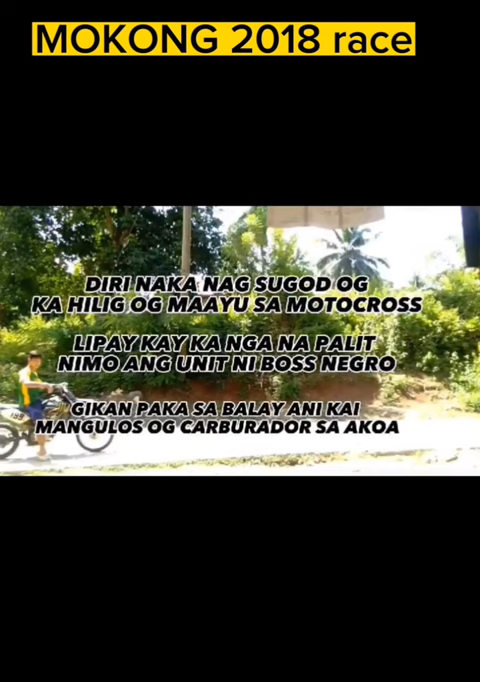 MOKONG 2018 race
DIRI NAKA NAG SUGOD OG
KA HILIG OG MAAYU SA MOTOCROSS
LIPAY KAY KA NGA NA PALIT
NIMO ANG UNIT NI BOSS NEGRO
GIKAN PAKA SA BALAY ANI KAI
MANGULOS OG CARBURADOR SA AKOA